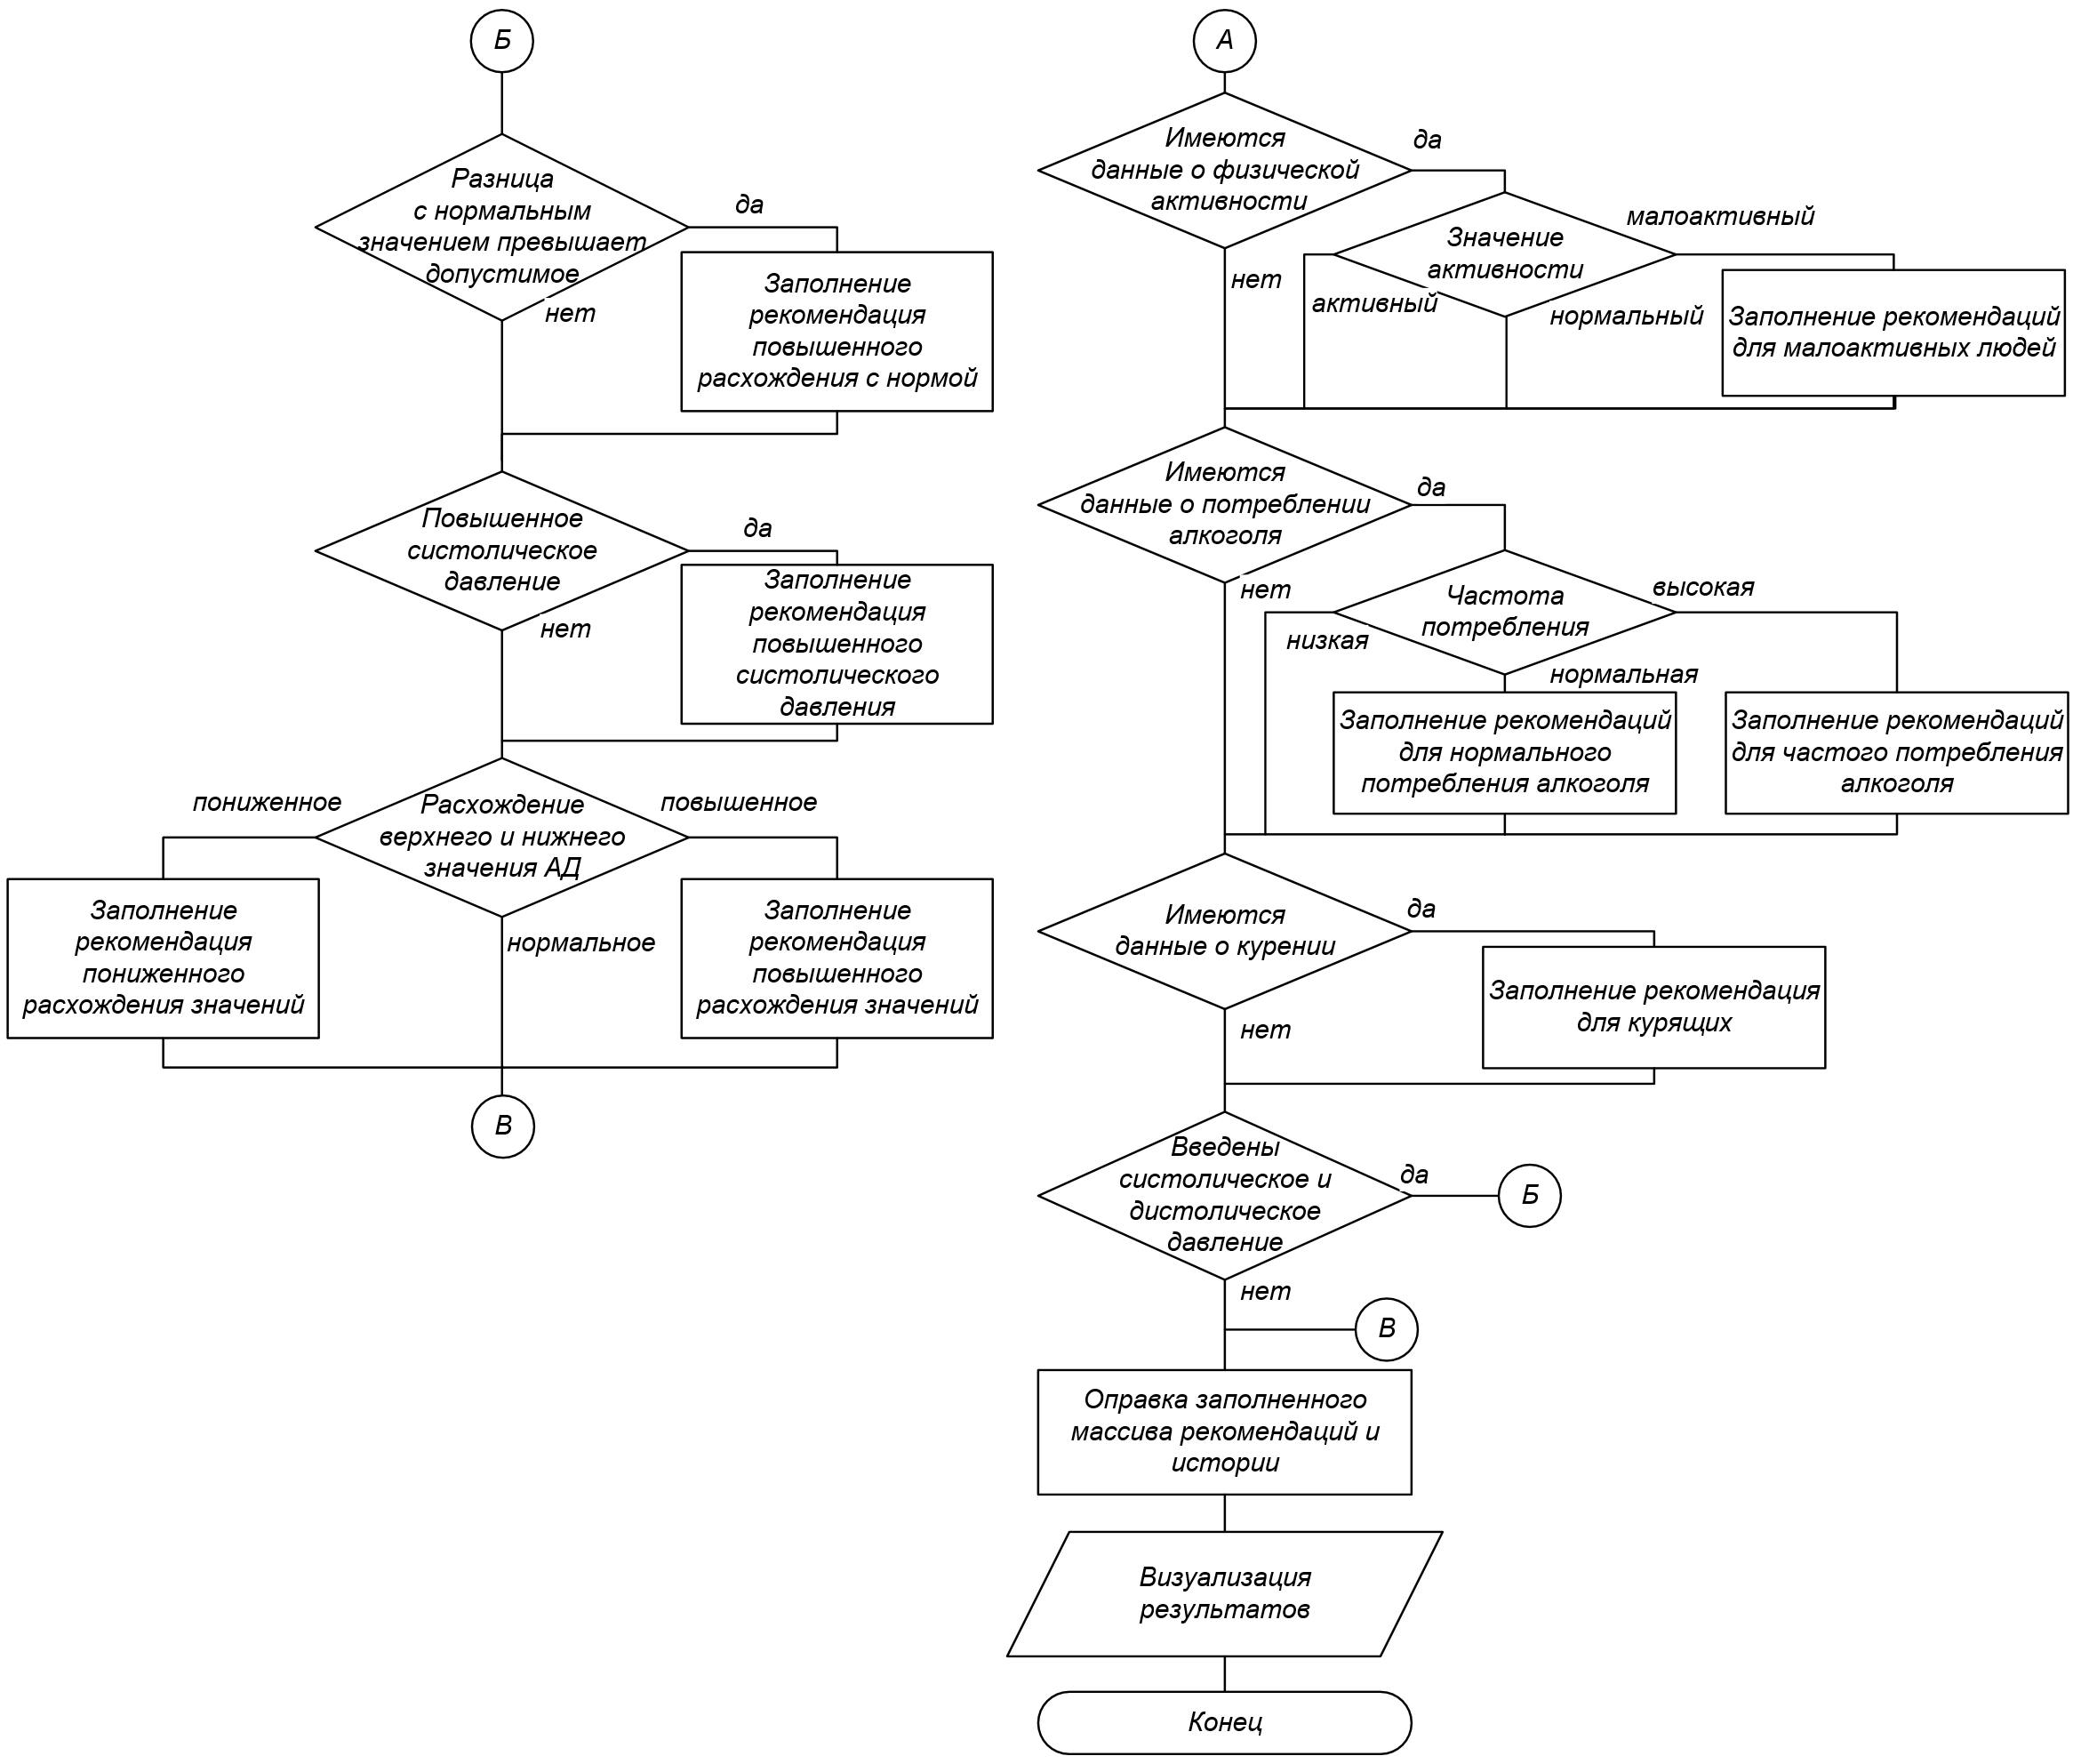 Б
Разница
с нормальным
значением превышает
допустимое
да
нет
Заполнение
рекомендация
повышенного
расхождения с нормой
Повышенное
систолическое
давление
да
нет
Заполнение
рекомендация
повышенного
систолического
давления
Расхождение
верхнего и нижнего
значения АД
пониженное
повышенное
нормальное
Заполнение
рекомендация
пониженного
расхождения значений
Заполнение
рекомендация
повышенного
расхождения значений
В
А
Имеются
данные о физической
активности
да
нет
Значение
активности
малоактивный
активный
нормальный
Заполнение рекомендаций
для малоактивных людей
Имеются
данные о потреблении
алкоголя
да
нет
Частота
потребления
высокая
низкая
нормальная
Заполнение рекомендаций
для нормального
потребления алкоголя
Заполнение рекомендаций
для частого потребления
алкоголя
Имеются
данные о курении
да
нет
Заполнение рекомендация
для курящих
Введены
систолическое и
дистолическое
давление
да
Б
нет
В
Оправка заполненного
массива рекомендаций и
истории
Визуализация
результатов
Конец